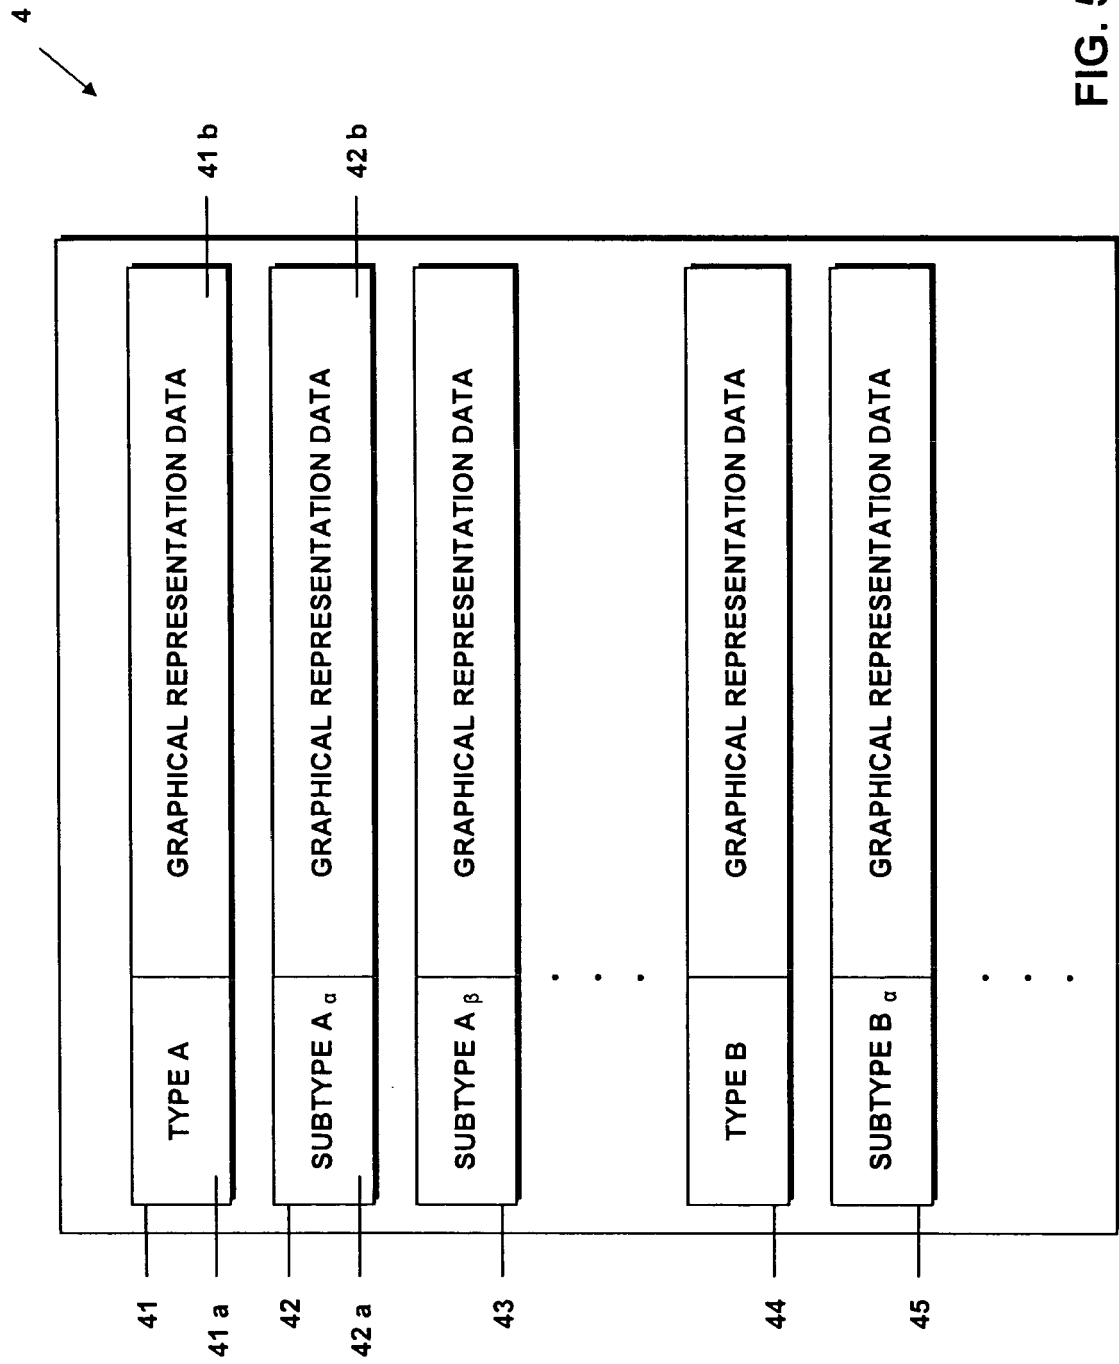 4
41
41 a
TYPE A
GRAPHICAL REPRESENTATION DATA
41 b
42
42 a
SUBTYPE A α
GRAPHICAL REPRESENTATION DATA
42 b
43
SUBTYPE A β
GRAPHICAL REPRESENTATION DATA
. . .
44
TYPE B
GRAPHICAL REPRESENTATION DATA
45
SUBTYPE B α
GRAPHICAL REPRESENTATION DATA
. . .
FIG. 5